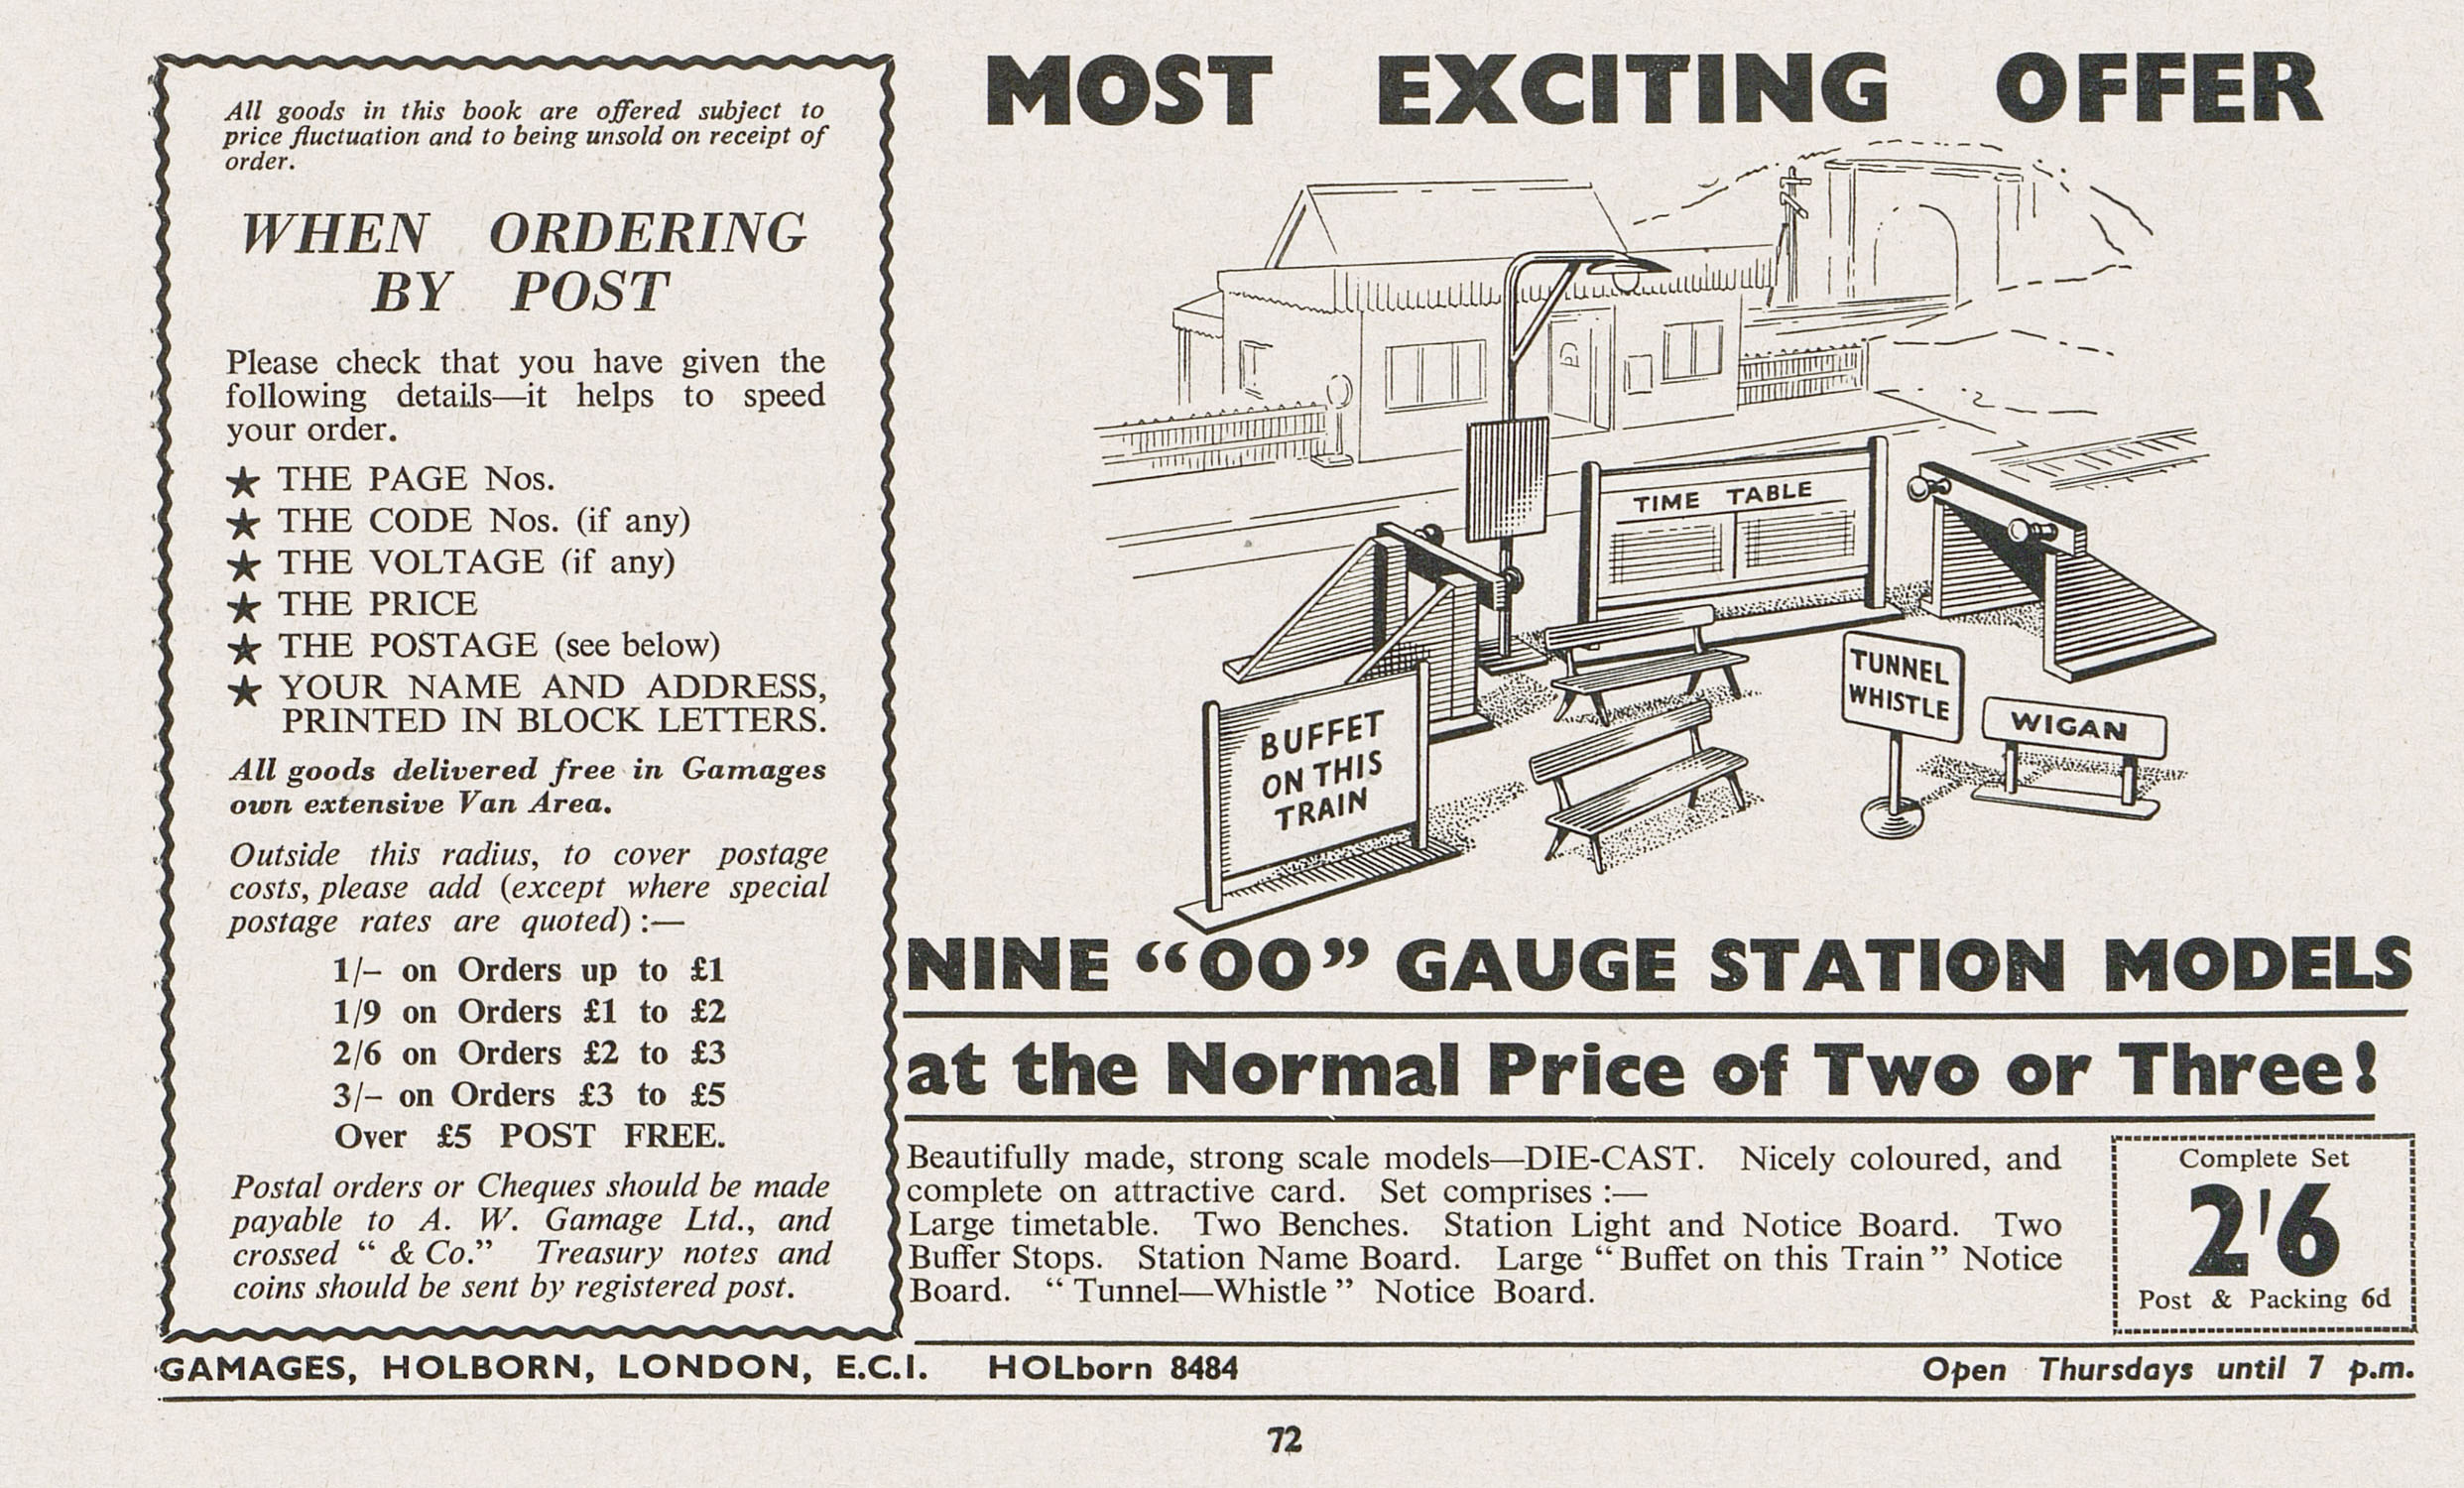 All goods in this book are offered subject to
price fluctuation and to being unsold on receipt of
order.
WHEN ORDERING
BY POST
Please check that you have given the
following details—it helps to speed
your order.
★ THE PAGE Nos.
★ THE CODE Nos. (if any)
★ THE VOLTAGE (if any)
★ THE PRICE
★ THE POSTAGE (see below)
★ YOUR NAME AND ADDRESS,
PRINTED IN BLOCK LETTERS.
All goods delivered free in Gamages
own extensive Van Area.
Outside this radius, to cover postage
costs, please add (except where special
postage rates are quotted) :—
1/– on Orders up to £1
1/9 on Orders £1 to £2
2/6 on Orders £2 to £3
3/– on Orders £3 to £5
Over £5 POST FREE.
Postal orders or Cheques should be made
payable to A. W. Gamage Ltd., and
crossed “ & Co.” Treasury notes and
coins should be sent by registered post.
MOST EXCITING OFFER
TIME TABLE
TUNNEL
WHISTLE
WIGAN
BUFFET
ON THIS
TRAIN
NINE “OO” GAUGE STATION MODELS
at the Normal Price of Two or Three!
Beautifully made, strong scale models—DIE-CAST. Nicely coloured, and
complete on attractive card. Set comprises :—
Large timetable. Two Benches. Station Light and Notice Board. Two
Buffer Stops. Station Name Board. Large “ Buffet on this Train ” Notice
Board. “ Tunnel—Whistle ” Notice Board.
Complete Set
2'6
Post & Packing 6d
GAMAGES, HOLBORN, LONDON, E.C.I. HOLborn 8484 Open Thursdays until 7 p.m.
72